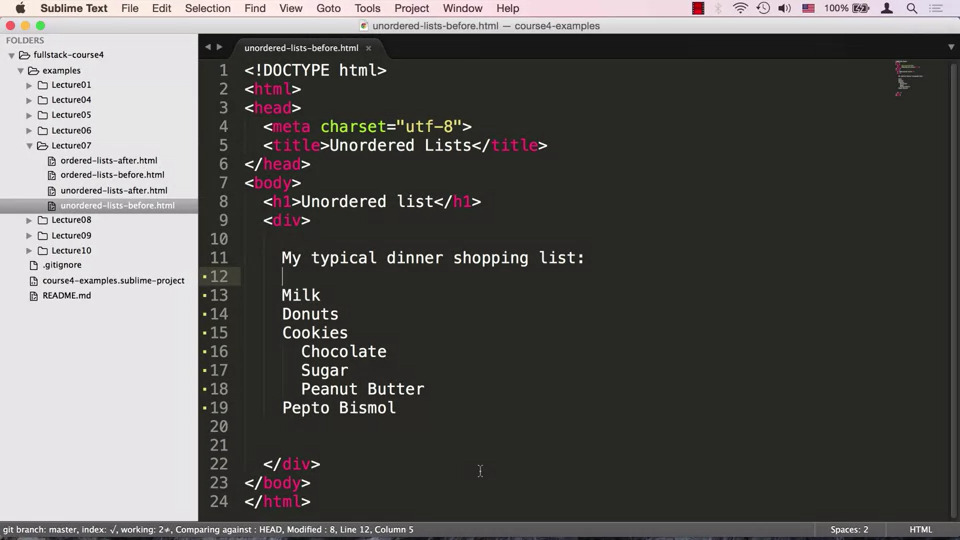 Sublime Text File Edit Selection Find View Goto Tools Project Window Help 100%
unordered-lists-before.html — course4-examples
FOLDERS
fullstack-course4
examples
Lecture01
Lecture04
Lecture05
Lecture06
Lecture07
ordered-lists-after.html
ordered-lists-before.html
unordered-lists-after.html
unordered-lists-before.html
Lecture08
Lecture09
Lecture10
.gitignore
course4-examples.sublime-project
README.md
unordered-lists-before.html ×
1 <!DOCTYPE html>
2 <html>
3 <head>
4 <meta charset="utf-8">
5 <title>Unordered Lists</title>
6 </head>
7 <body>
8 <h1>Unordered list</h1>
9 <div>
10
11 My typical dinner shopping list:
12
13 Milk
14 Donuts
15 Cookies
16 Chocolate
17 Sugar
18 Peanut Butter
19 Pepto Bismol
20
21
22 </div>
23 </body>
24 </html>
git branch: master, index: √, working: 2≠, Comparing against : HEAD, Modified : 8, Line 12, Column 5 Spaces: 2 HTML